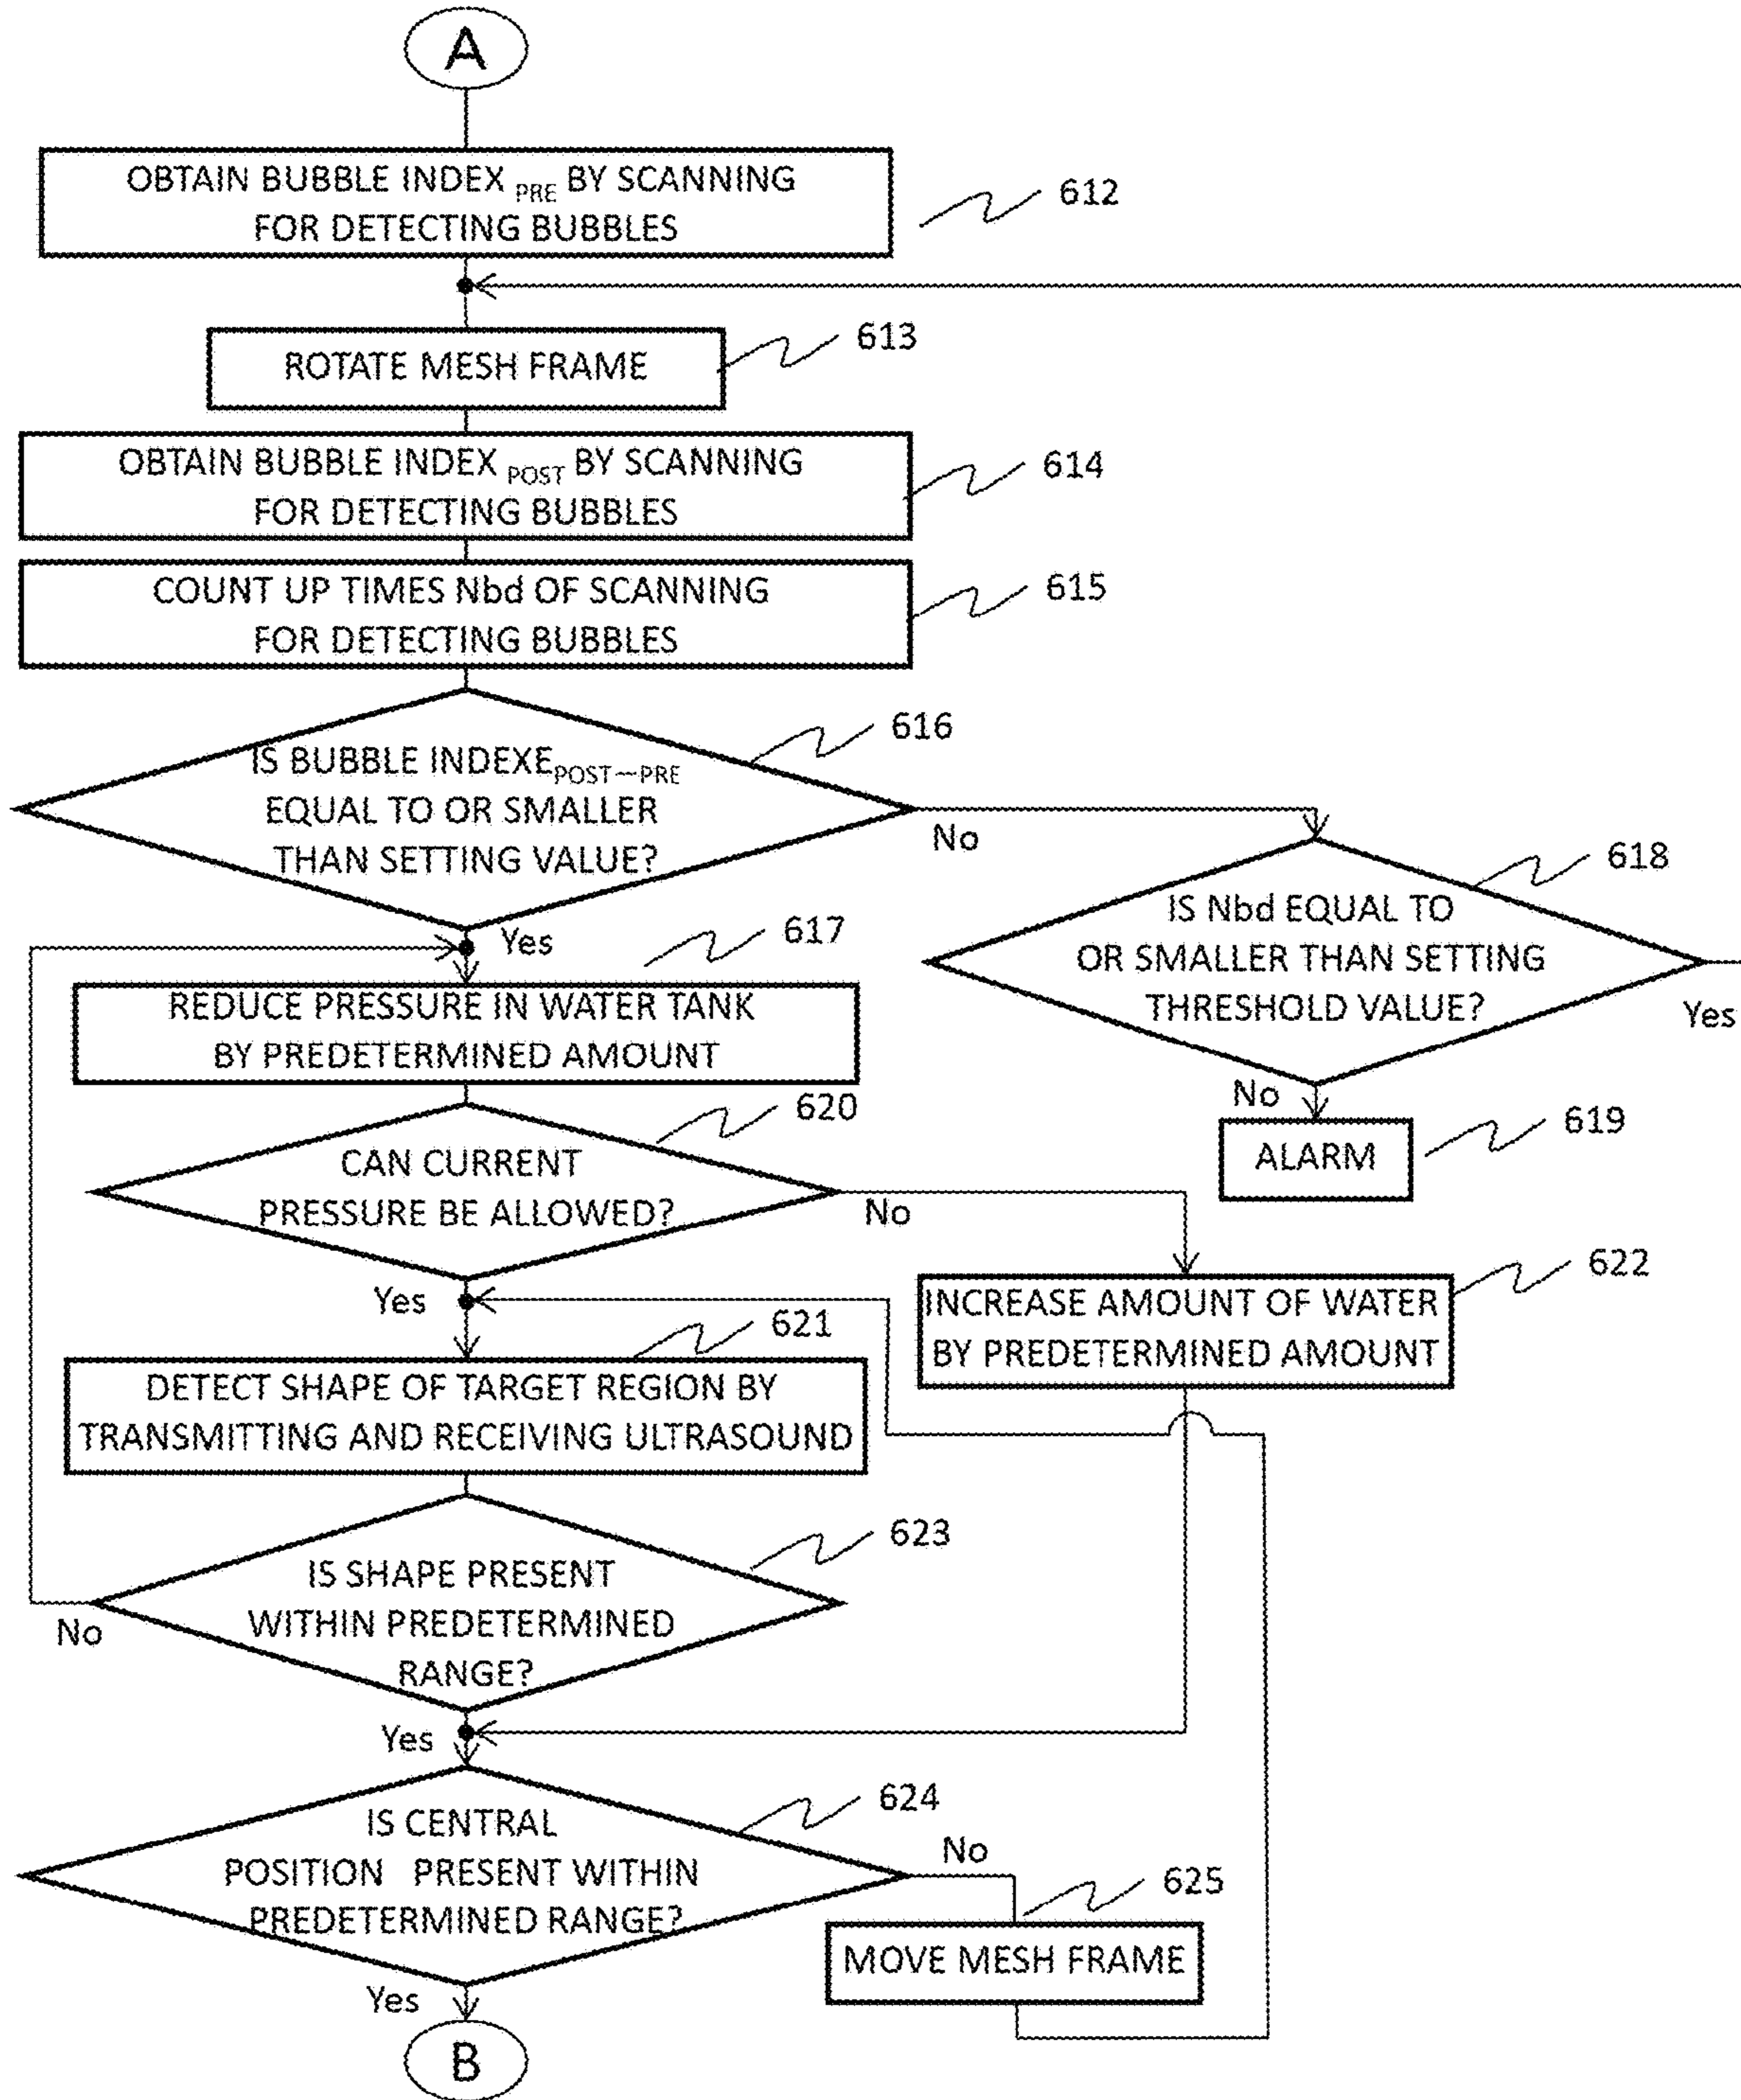 A
OBTAIN BUBBLE INDEX PRE BY SCANNING
FOR DETECTING BUBBLES
612
ROTATE MESH FRAME
613
OBTAIN BUBBLE INDEX POST BY SCANNING
FOR DETECTING BUBBLES
614
COUNT UP TIMES Nbd OF SCANNING
FOR DETECTING BUBBLES
615
IS BUBBLE INDEXE POST−PRE
EQUAL TO OR SMALLER
THAN SETTING VALUE?
616
No
Yes
IS Nbd EQUAL TO
OR SMALLER THAN SETTING
THRESHOLD VALUE?
618
Yes
No
ALARM
619
REDUCE PRESSURE IN WATER TANK
BY PREDETERMINED AMOUNT
617
CAN CURRENT
PRESSURE BE ALLOWED?
620
No
Yes
INCREASE AMOUNT OF WATER
BY PREDETERMINED AMOUNT
622
DETECT SHAPE OF TARGET REGION BY
TRANSMITTING AND RECEIVING ULTRASOUND
621
IS SHAPE PRESENT
WITHIN PREDETERMINED
RANGE?
623
No
Yes
IS CENTRAL
POSITION PRESENT WITHIN
PREDETERMINED RANGE?
624
No
MOVE MESH FRAME
625
Yes
B